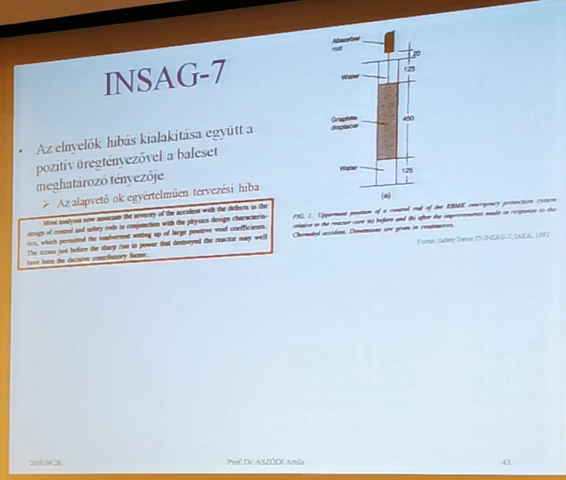 INSAG-7
• Az elnyelők hibás kialakítása együtt a
pozitív üregtényezővel a baleset
meghatározó tényezője
➢ Az alapvető ok egyértelműen tervezési hiba
Most analyses now associate the severity of the accident with the defects in the
design of control and safety rods in conjunction with the physics design characteris-
tics, which permitted the inadvertent setting up of large positive void coefficients.
The scram just before the sharp rise in power that destroyed the reactor may well
have been the decisive contributory factor.
Absorber
rod
20
Water
125
Graphite
displacer
450
Water
125
(a)
FIG. 1. Uppermost position of a control rod of the RBMK emergency protection system
relative to the reactor core (a) before and (b) after the improvements made in response to the
Chernobyl accident. Dimensions are given in centimetres.
Forrás: Safety Series 75-INSAG-7, IAEA, 1992
2019.09.26.
Prof. Dr. ASZÓDI Attila
43